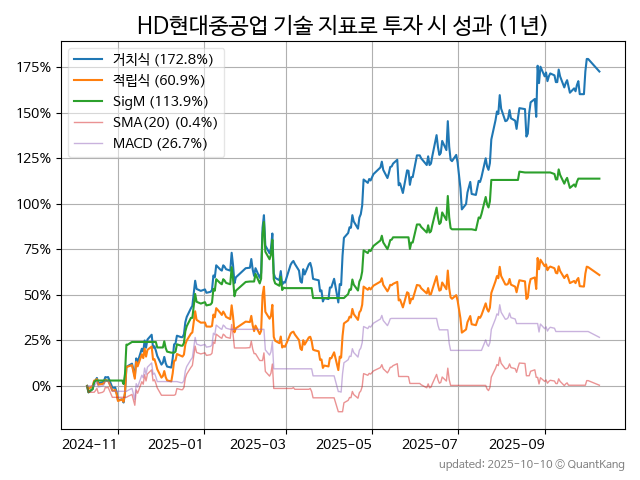 HD현대중공업 기술 지표로 투자 시 성과 (1년)
거치식 (172.8%)
적립식 (60.9%)
SigM (113.9%)
SMA(20) (0.4%)
MACD (26.7%)
175%
150%
125%
100%
75%
50%
25%
0%
2024-11 2025-01 2025-03 2025-05 2025-07 2025-09
updated: 2025-10-10 © QuantKang